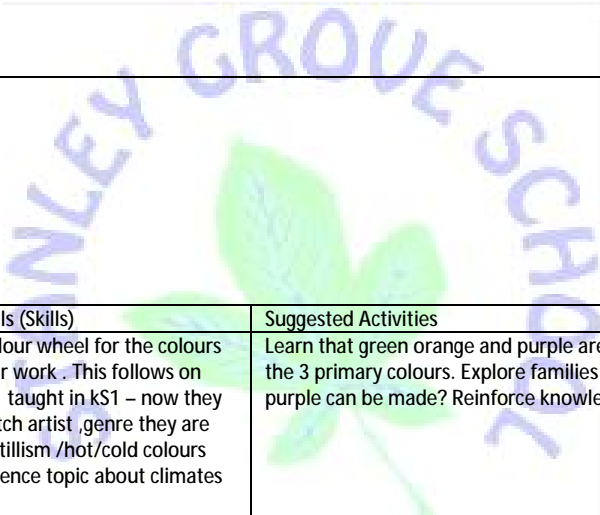 STANLEY GROVE SCHOOL
ls (Skills)
Suggested Activities
lour wheel for the colours
r work . This follows on
taught in kS1 – now they
tch artist ,genre they are
tillism /hot/cold colours
ence topic about climates
Learn that green orange and purple are
the 3 primary colours. Explore families
purple can be made? Reinforce knowle